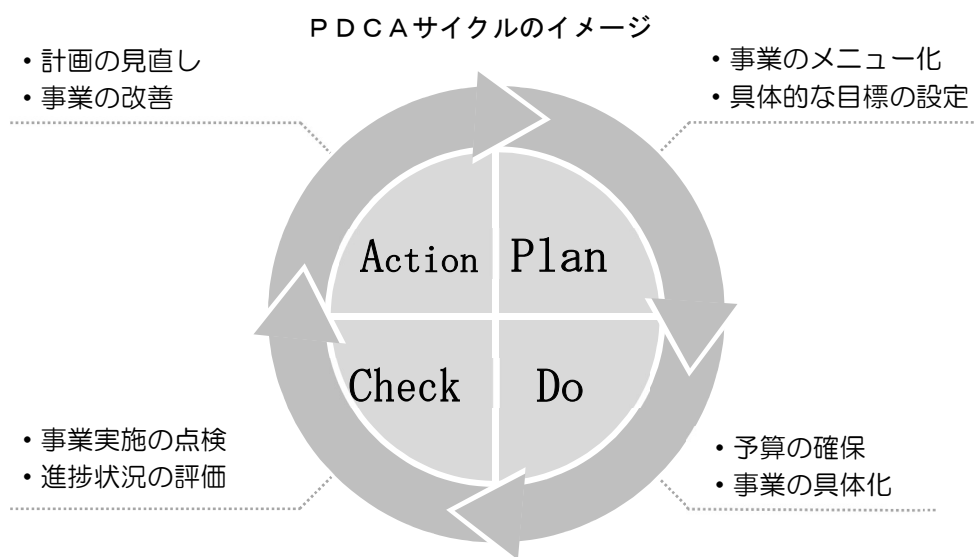 ＰＤＣＡサイクルのイメージ
・計画の見直し
・事業の改善
・事業のメニュー化
・具体的な目標の設定
Action
Plan
Check
Do
・事業実施の点検
・進捗状況の評価
・予算の確保
・事業の具体化